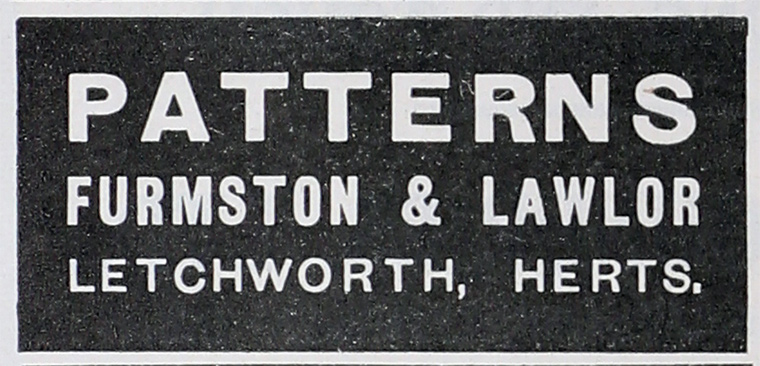 PATTERNS
FURMSTON & LAWLOR
LETCHWORTH, HERTS.